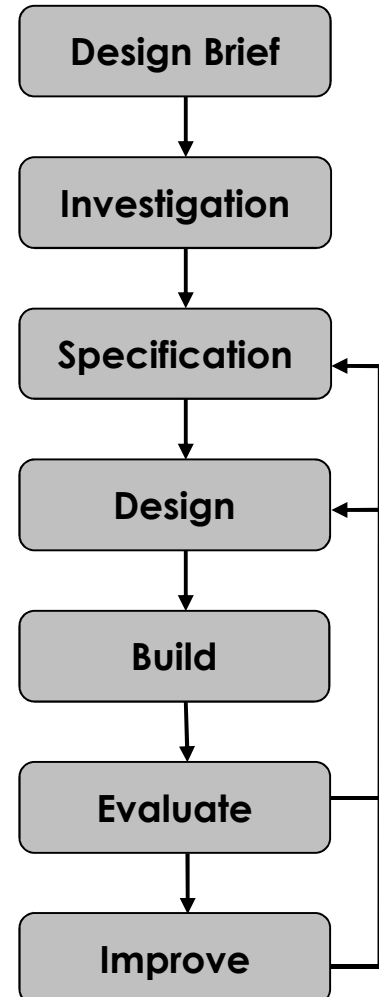 Design Brief
Investigation
Specification
Design
Build
Evaluate
Improve